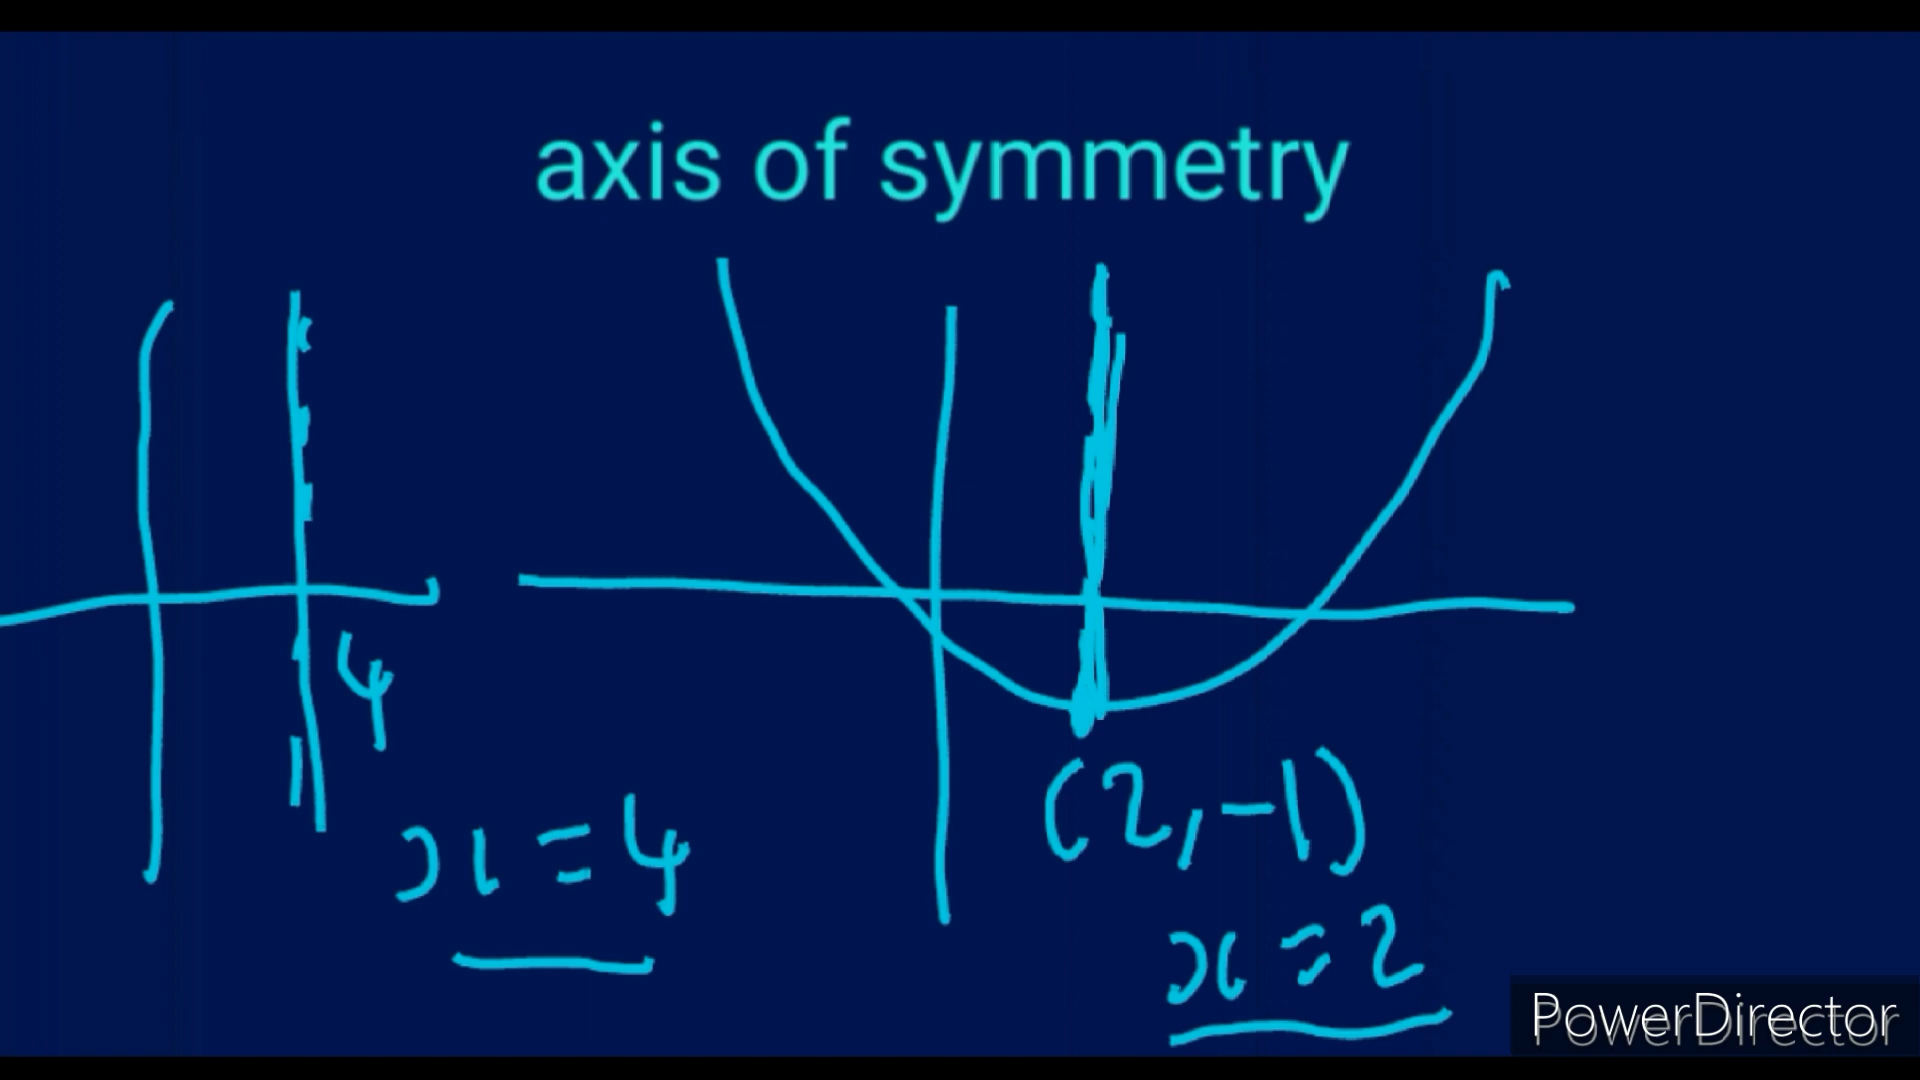 axis of symmetry
4
x = 4
(2, -1)
x = 2
PowerDirector